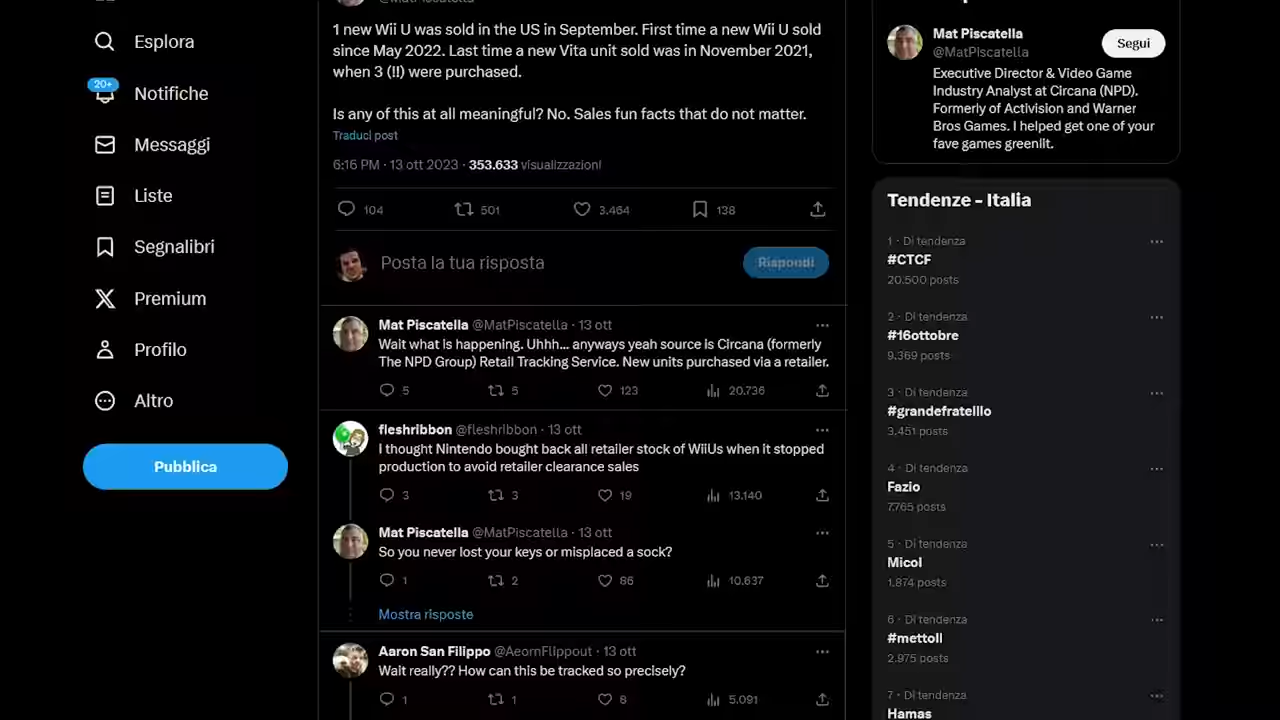 Esplora
20+
Notifiche
Messaggi
Liste
Segnalibri
Premium
Profilo
Altro
Pubblica
@MatPiscatella
1 new Wii U was sold in the US in September. First time a new Wii U sold
since May 2022. Last time a new Vita unit sold was in November 2021,
when 3 (!!) were purchased.
Is any of this at all meaningful? No. Sales fun facts that do not matter.
Traduci post
6:16 PM · 13 ott 2023 · 353.633 visualizzazioni
104 501 3.464 138
Posta la tua risposta
Rispondi
Mat Piscatella @MatPiscatella · 13 ott
Wait what is happening. Uhhh... anyways yeah source is Circana (formerly
The NPD Group) Retail Tracking Service. New units purchased via a retailer.
5 5 123 20.736
fleshribbon @fleshribbon · 13 ott
I thought Nintendo bought back all retailer stock of WiiUs when it stopped
production to avoid retailer clearance sales
3 3 19 13.140
Mat Piscatella @MatPiscatella · 13 ott
So you never lost your keys or misplaced a sock?
1 2 86 10.637
Mostra risposte
Aaron San Filippo @AeornFlippout · 13 ott
Wait really?? How can this be tracked so precisely?
1 1 8 5.091
Mat Piscatella
@MatPiscatella
Segui
Executive Director & Video Game
Industry Analyst at Circana (NPD).
Formerly of Activision and Warner
Bros Games. I helped get one of your
fave games greenlit.
Tendenze - Italia
1 · Di tendenza
#CTCF
20.500 posts
2 · Di tendenza
#16ottobre
9.369 posts
3 · Di tendenza
#grandefratelllo
3.451 posts
4 · Di tendenza
Fazio
7.765 posts
5 · Di tendenza
Micol
1.874 posts
6 · Di tendenza
#mettoll
2.975 posts
7 · Di tendenza
Hamas